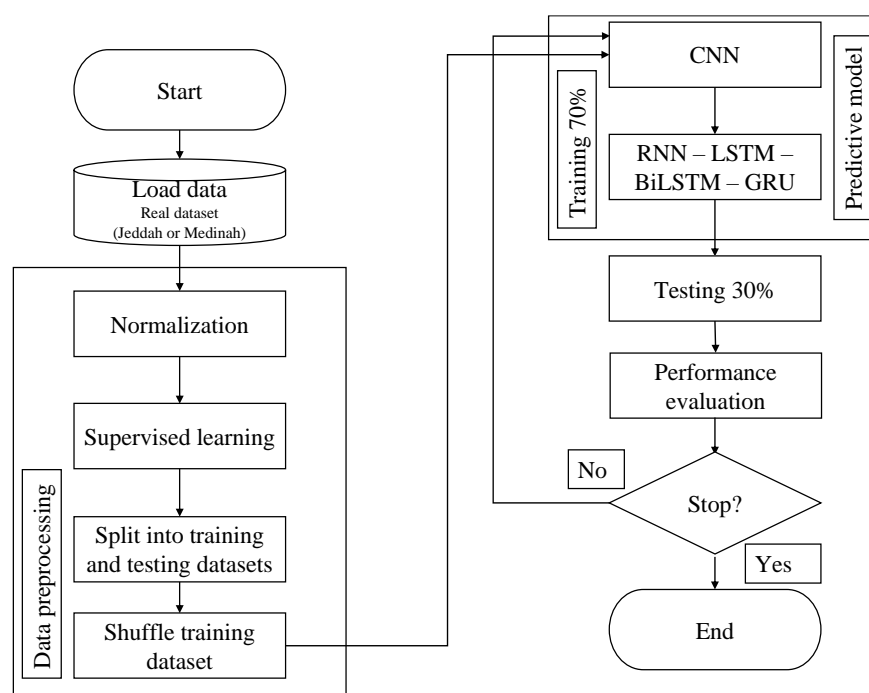 Start
Load data
Real dataset
(Jeddah or Medinah)
Data preprocessing
Normalization
Supervised learning
Split into training
and testing datasets
Shuffle training
dataset
Training 70%
Predictive model
CNN
RNN – LSTM –
BiLSTM – GRU
Testing 30%
Performance
evaluation
Stop?
No
Yes
End